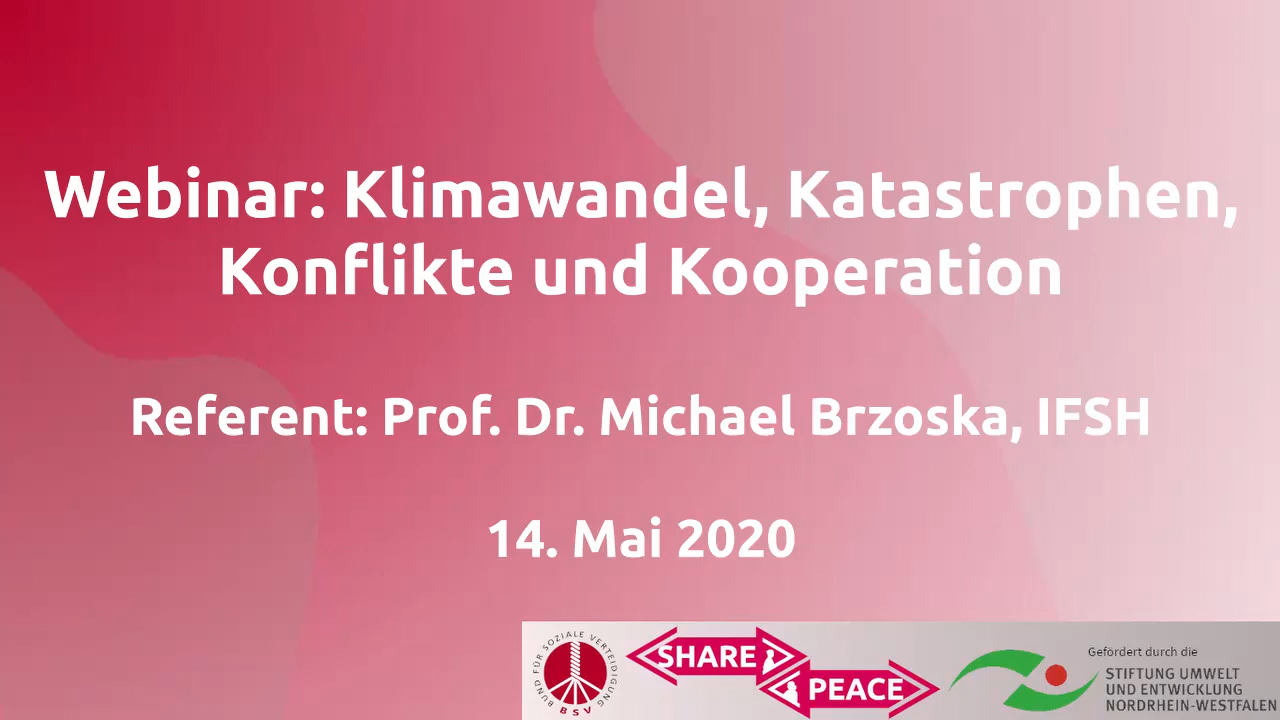 Webinar: Klimawandel, Katastrophen,
Konflikte und Kooperation
Referent: Prof. Dr. Michael Brzoska, IFSH
14. Mai 2020
BUND FÜR SOZIALE VERTEIDIGUNG
BSV
SHARE
PEACE
Gefördert durch die
STIFTUNG UMWELT
UND ENTWICKLUNG
NORDRHEIN-WESTFALEN